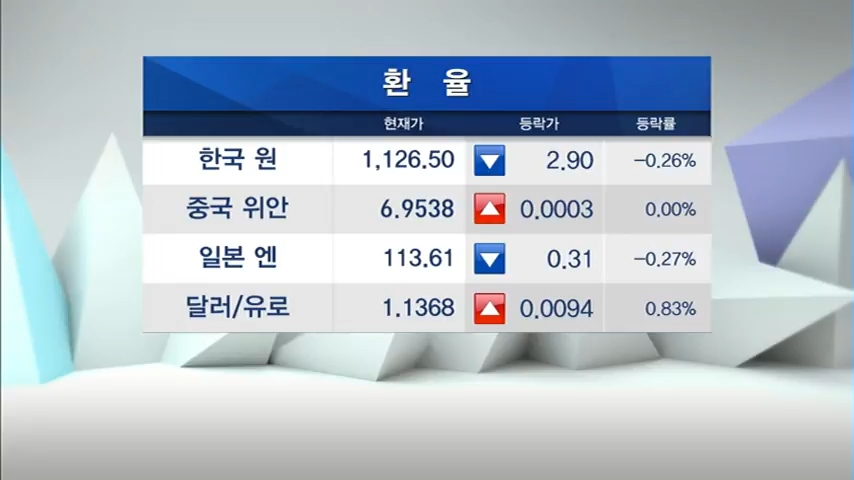 환 율
현재가 등락가 등락률
한국 원 1,126.50 ▼ 2.90 -0.26%
중국 위안 6.9538 ▲ 0.0003 0.00%
일본 엔 113.61 ▼ 0.31 -0.27%
달러/유로 1.1368 ▲ 0.0094 0.83%